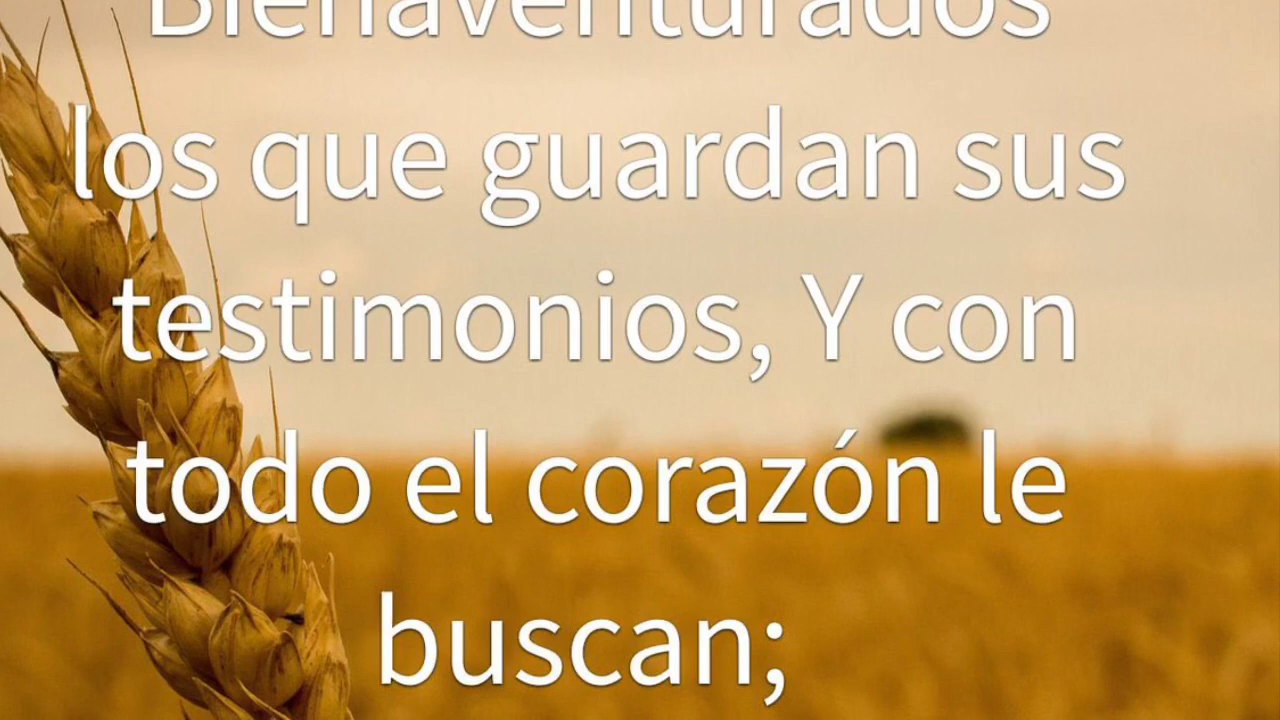 Bienaventurados
los que guardan sus
testimonios, Y con
todo el corazón le
buscan;